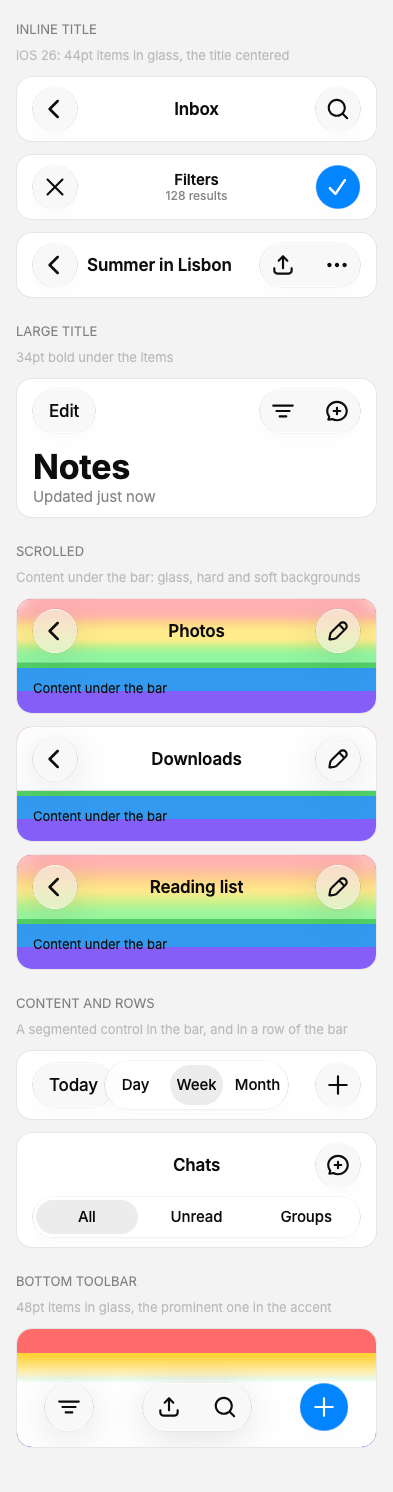 INLINE TITLE
iOS 26: 44pt items in glass, the title centered
Inbox
Filters
128 results
Summer in Lisbon
LARGE TITLE
34pt bold under the items
Edit
Notes
Updated just now
SCROLLED
Content under the bar: glass, hard and soft backgrounds
Photos
Content under the bar
Downloads
Content under the bar
Reading list
Content under the bar
CONTENT AND ROWS
A segmented control in the bar, and in a row of the bar
Today Day Week Month
Chats
All Unread Groups
BOTTOM TOOLBAR
48pt items in glass, the prominent one in the accent